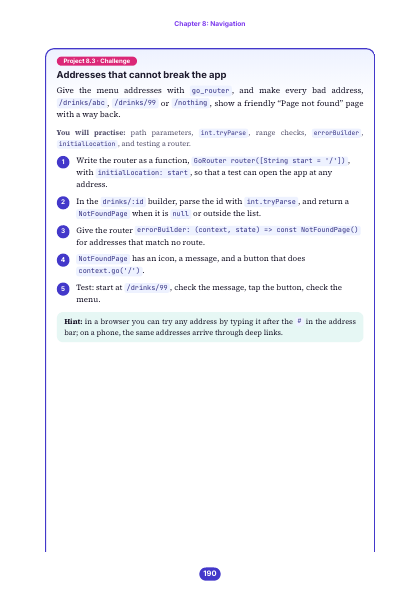 Chapter 8: Navigation
Project 8.3 · Challenge
Addresses that cannot break the app
Give the menu addresses with go_router, and make every bad address,
/drinks/abc, /drinks/99 or /nothing, show a friendly “Page not found” page
with a way back.
You will practise: path parameters, int.tryParse, range checks, errorBuilder,
initialLocation, and testing a router.
1 Write the router as a function, GoRouter router([String start = '/']),
with initialLocation: start, so that a test can open the app at any
address.
2 In the drinks/:id builder, parse the id with int.tryParse, and return a
NotFoundPage when it is null or outside the list.
3 Give the router errorBuilder: (context, state) => const NotFoundPage()
for addresses that match no route.
4 NotFoundPage has an icon, a message, and a button that does
context.go('/').
5 Test: start at /drinks/99, check the message, tap the button, check the
menu.
Hint: in a browser you can try any address by typing it after the # in the address
bar; on a phone, the same addresses arrive through deep links.
190